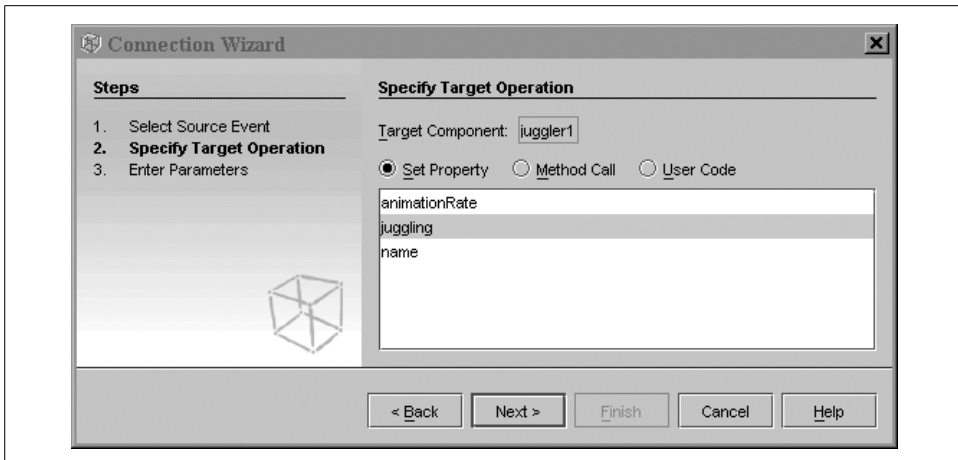 Connection Wizard
Steps
1. Select Source Event
2. Specify Target Operation
3. Enter Parameters
Specify Target Operation
Target Component: juggler1
Set Property Method Call User Code
animationRate
juggling
name
< Back Next > Finish Cancel Help